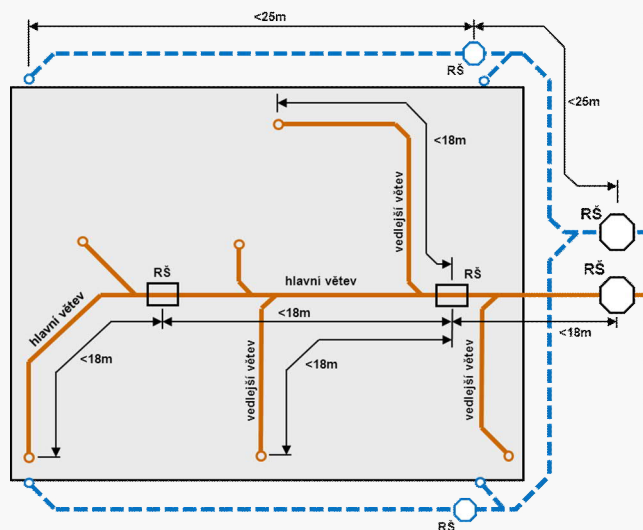 <25m
RŠ
<25m
<18m
vedlejší větev
RŠ
RŠ
RŠ
hlavní větev
RŠ
hlavní větev
<18m
<18m
<18m
<18m
vedlejší větev
vedlejší větev
RŠ